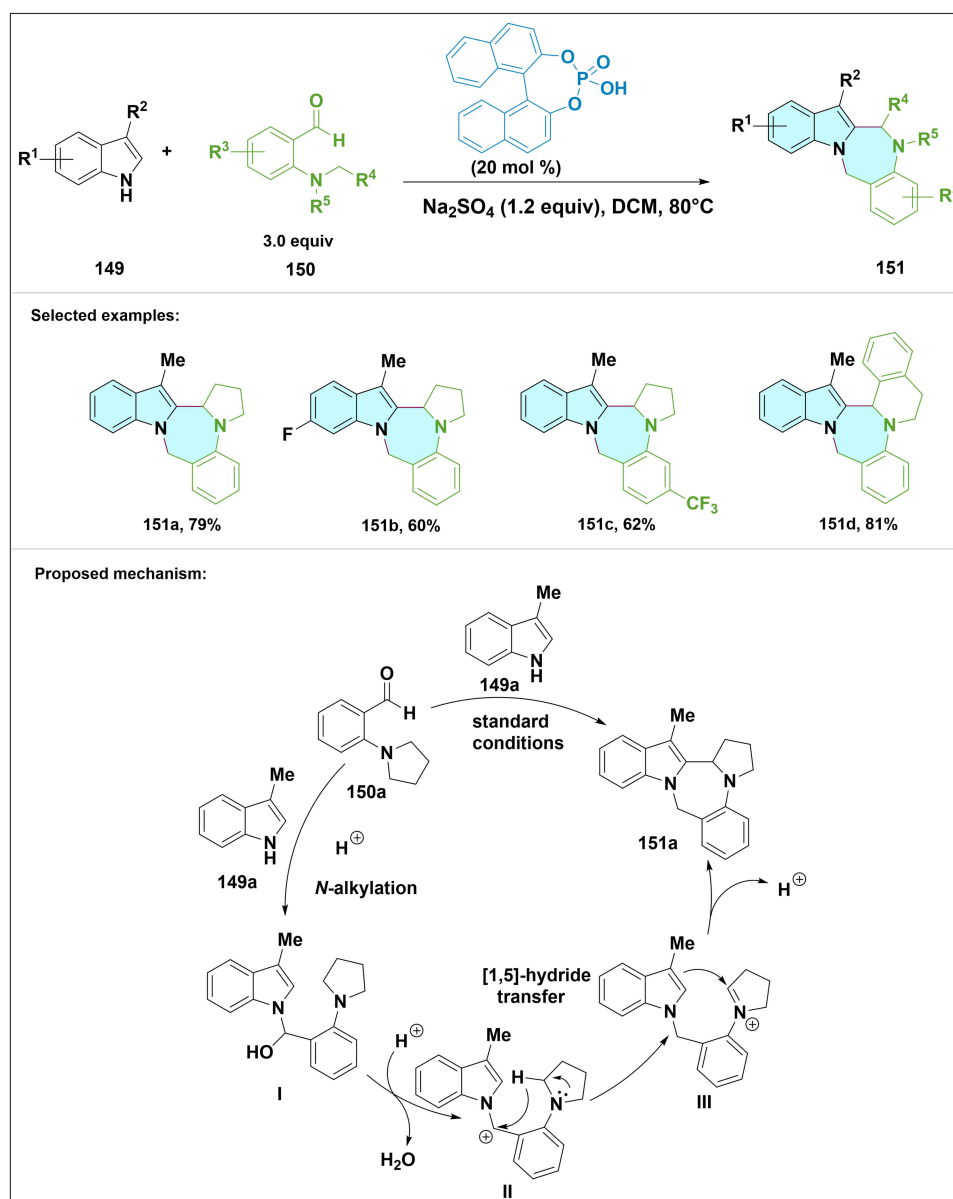 R²
R¹
N
H
149
+
O
H
R³
N
R⁴
R⁵
3.0 equiv
150
O
O
P
O
OH
(20 mol %)
Na₂SO₄ (1.2 equiv), DCM, 80°C
R²
R⁴
R¹
N
N
R⁵
R
151
Selected examples:
Me
N
N
151a, 79%
Me
F
N
N
151b, 60%
Me
N
N
CF₃
151c, 62%
Me
N
N
151d, 81%
Proposed mechanism:
Me
N
H
149a
standard
conditions
O
H
N
150a
Me
N
H
149a
H⊕
N-alkylation
Me
N
N
151a
H⊕
Me
N
N
HO
I
H⊕
H₂O
[1,5]-hydride
transfer
Me
H
N
N:
⊕
II
Me
N
N
⊕
III